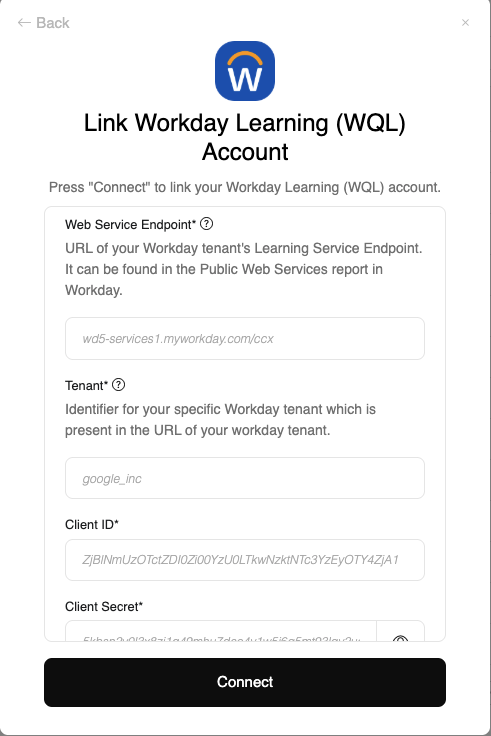 ← Back
×
W
Link Workday Learning (WQL)
Account
Press "Connect" to link your Workday Learning (WQL) account.
Web Service Endpoint* ?
URL of your Workday tenant's Learning Service Endpoint.
It can be found in the Public Web Services report in
Workday.
wd5-services1.myworkday.com/ccx
Tenant* ?
Identifier for your specific Workday tenant which is
present in the URL of your workday tenant.
google_inc
Client ID*
Client Secret*
Connect